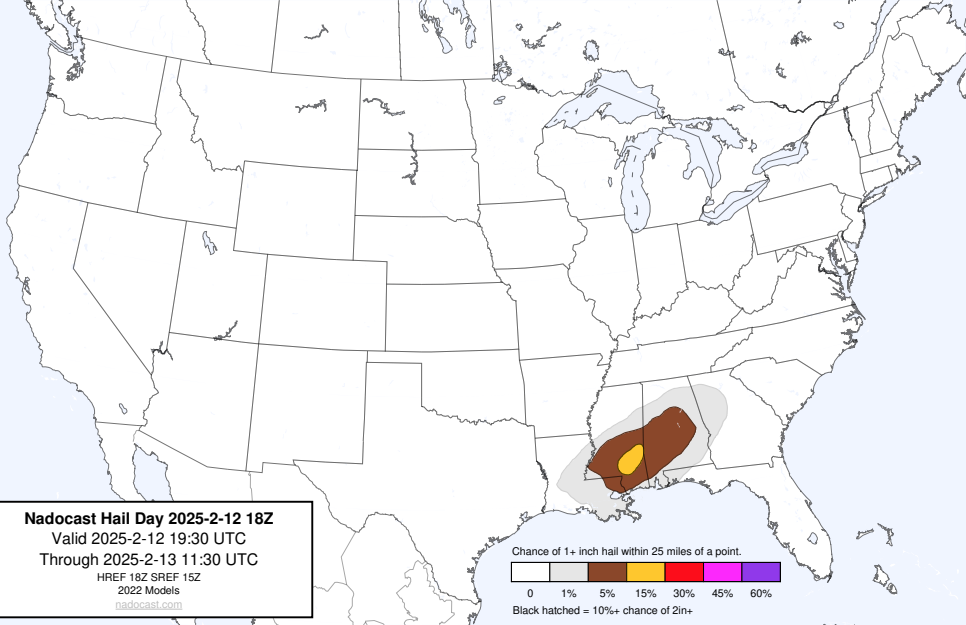 Nadocast Hail Day 2025-2-12 18Z
Valid 2025-2-12 19:30 UTC
Through 2025-2-13 11:30 UTC
HREF 18Z SREF 15Z
2022 Models
nadocast.com
Chance of 1+ inch hail within 25 miles of a point.
0 1% 5% 15% 30% 45% 60%
Black hatched = 10%+ chance of 2in+